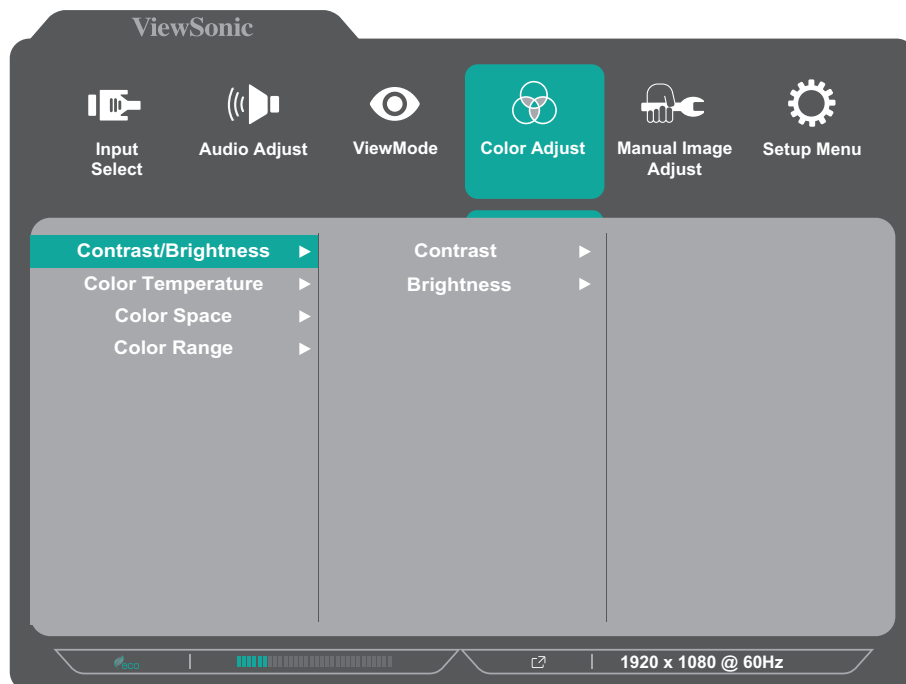 ViewSonic
Input
Select
Audio Adjust
ViewMode
Color Adjust
Manual Image
Adjust
Setup Menu
Contrast/Brightness
Color Temperature
Color Space
Color Range
Contrast
Brightness
eco
1920 x 1080 @ 60Hz